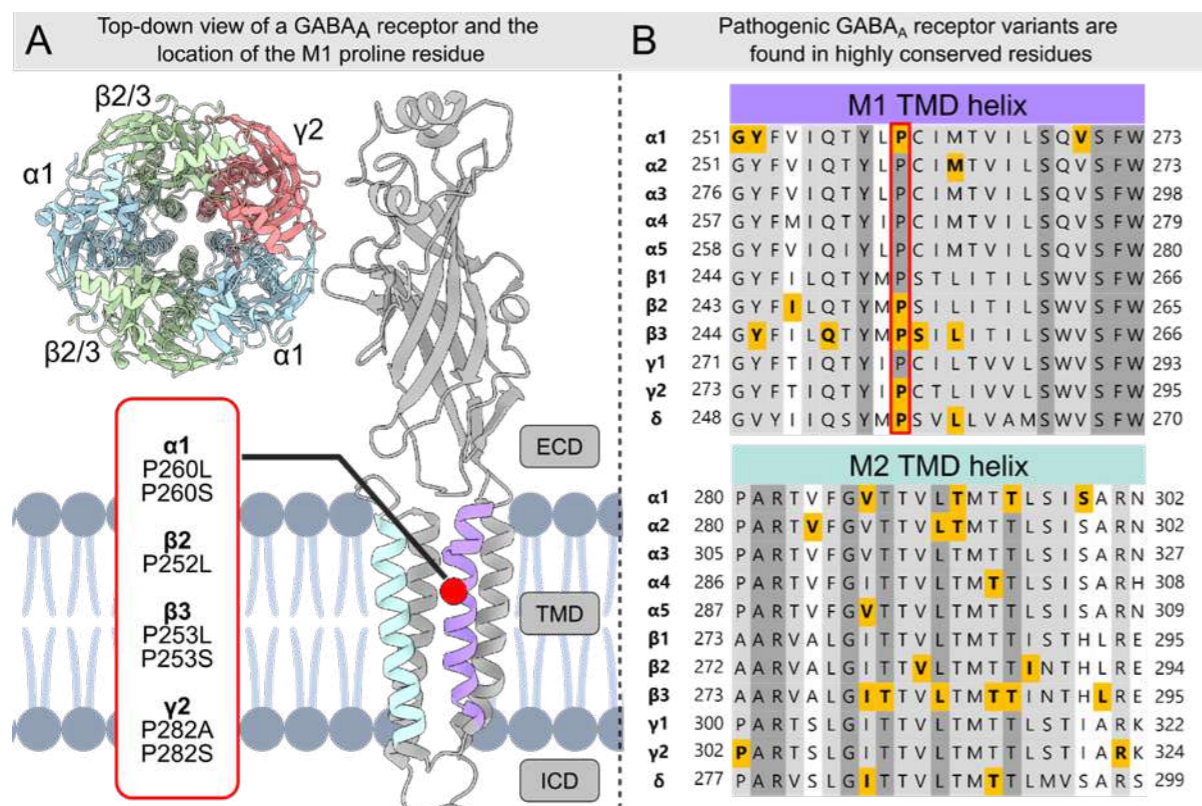 A
Top-down view of a GABAA receptor and the
location of the M1 proline residue
β2/3
γ2
α1
β2/3
α1
α1
P260L
P260S
β2
P252L
β3
P253L
P253S
γ2
P282A
P282S
ECD
TMD
ICD
B
Pathogenic GABAA receptor variants are
found in highly conserved residues
M1 TMD helix
α1 251 G Y F V I Q T Y L P C I M T V I L S Q V S F W 273
α2 251 G Y F V I Q T Y L P C I M T V I L S Q V S F W 273
α3 276 G Y F V I Q T Y L P C I M T V I L S Q V S F W 298
α4 257 G Y F M I Q T Y I P C I M T V I L S Q V S F W 279
α5 258 G Y F V I Q I Y L P C I M T V I L S Q V S F W 280
β1 244 G Y F I L Q T Y M P S T L I T I L S W V S F W 266
β2 243 G Y F I L Q T Y M P S I L I T I L S W V S F W 265
β3 244 G Y F I L Q T Y M P S I L I T I L S W V S F W 266
γ1 271 G Y F T I Q T Y I P C I L T V V L S W V S F W 293
γ2 273 G Y F T I Q T Y I P C T L I V V L S W V S F W 295
δ 248 G V Y I I Q S Y M P S V L L V A M S W V S F W 270
M2 TMD helix
α1 280 P A R T V F G V T T V L T M T T L S I S A R N 302
α2 280 P A R T V F G V T T V L T M T T L S I S A R N 302
α3 305 P A R T V F G V T T V L T M T T L S I S A R N 327
α4 286 P A R T V F G I T T V L T M T T L S I S A R H 308
α5 287 P A R T V F G V T T V L T M T T L S I S A R N 309
β1 273 A A R V A L G I T T V L T M T T I S T H L R E 295
β2 272 A A R V A L G I T T V L T M T T I N T H L R E 294
β3 273 A A R V A L G I T T V L T M T T I N T H L R E 295
γ1 300 P A R T S L G I T T V L T M T T L S T I A R K 322
γ2 302 P A R T S L G I T T V L T M T T L S T I A R K 324
δ 277 P A R V S L G I T T V L T M T T L M V S A R S 299